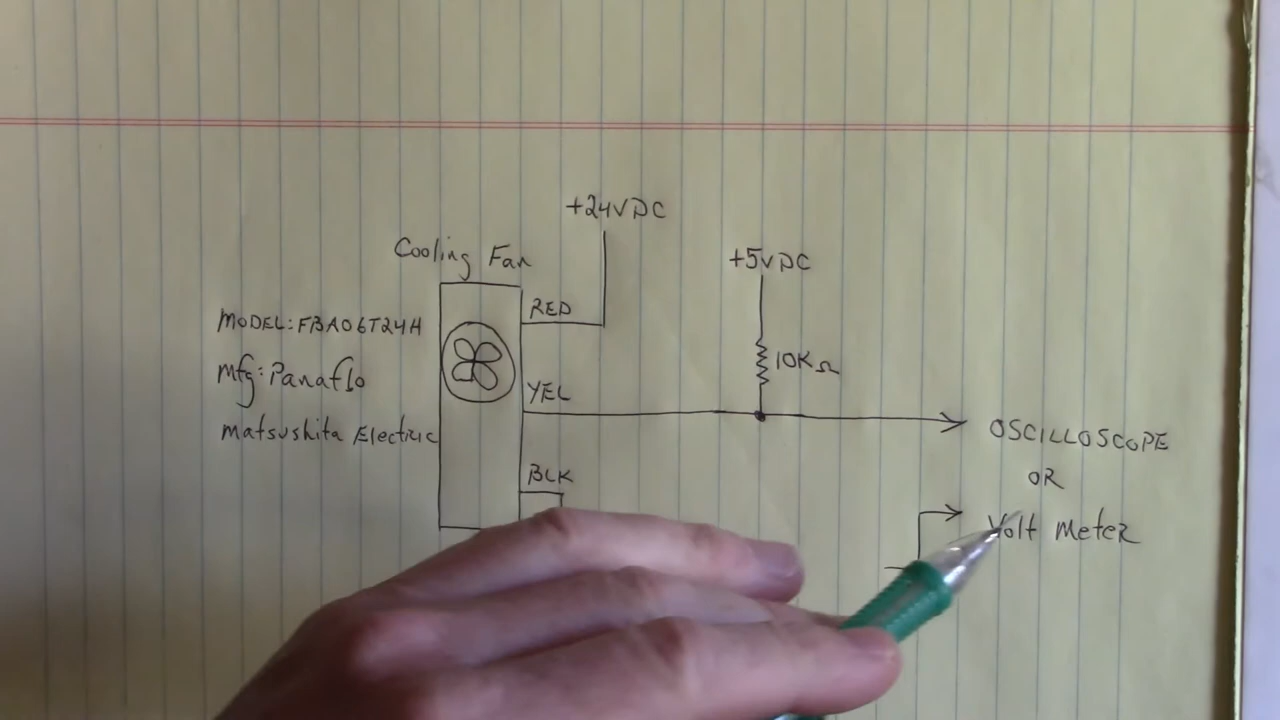 +24VDC
Cooling Fan
+5VDC
RED
MODEL: FBA06T24H
10KΩ
mfg: Panaflo
YEL
Matsushita Electric
OSCILLOSCOPE
BLK
OR
Volt Meter